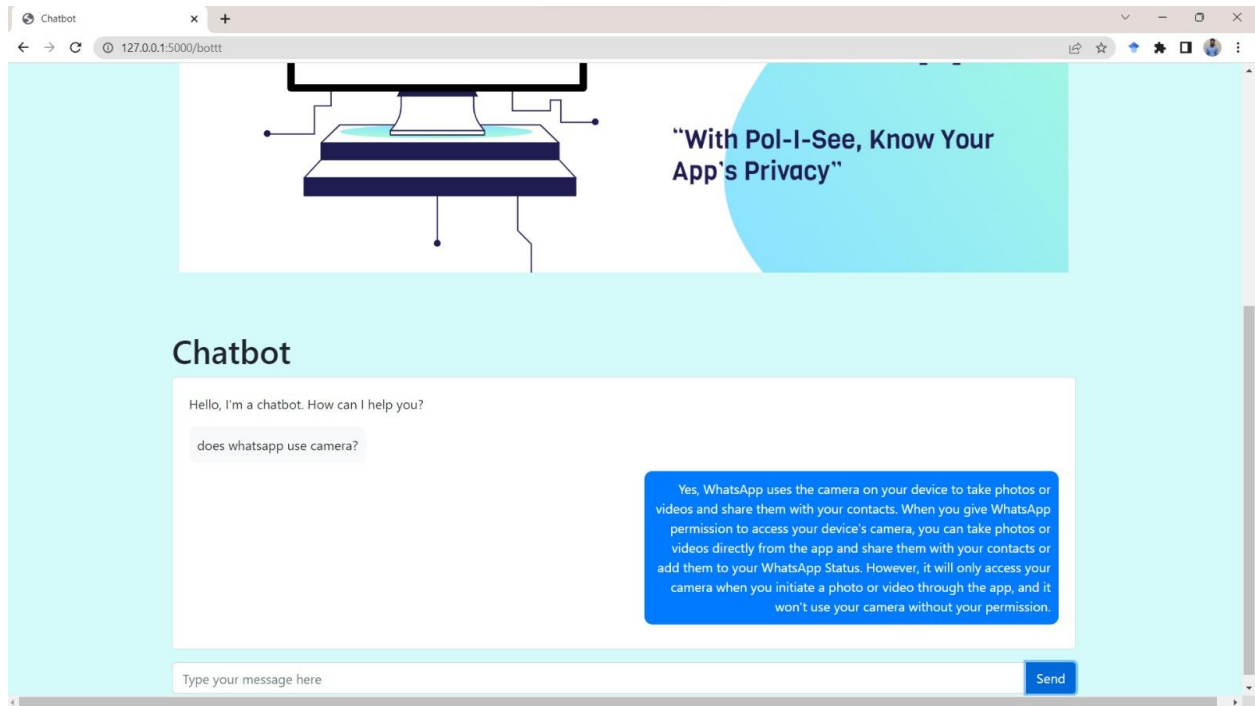 Chatbot
127.0.0.1:5000/bottt
“With Pol-I-See, Know Your
App's Privacy”
Chatbot
Hello, I'm a chatbot. How can I help you?
does whatsapp use camera?
Yes, WhatsApp uses the camera on your device to take photos or
videos and share them with your contacts. When you give WhatsApp
permission to access your device's camera, you can take photos or
videos directly from the app and share them with your contacts or
add them to your WhatsApp Status. However, it will only access your
camera when you initiate a photo or video through the app, and it
won't use your camera without your permission.
Type your message here
Send